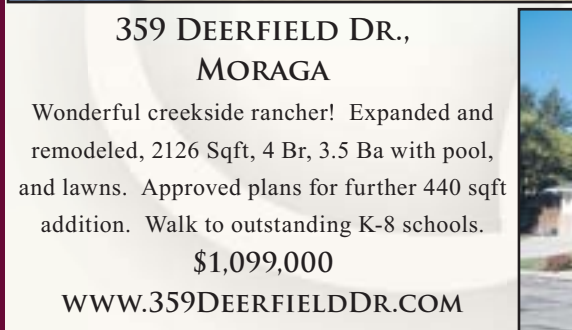 359 Deerfield Dr.,
Moraga
Wonderful creekside rancher! Expanded and
remodeled, 2126 Sqft, 4 Br, 3.5 Ba with pool,
and lawns. Approved plans for further 440 sqft
addition. Walk to outstanding K-8 schools.
$1,099,000
www.359DeerfieldDr.com